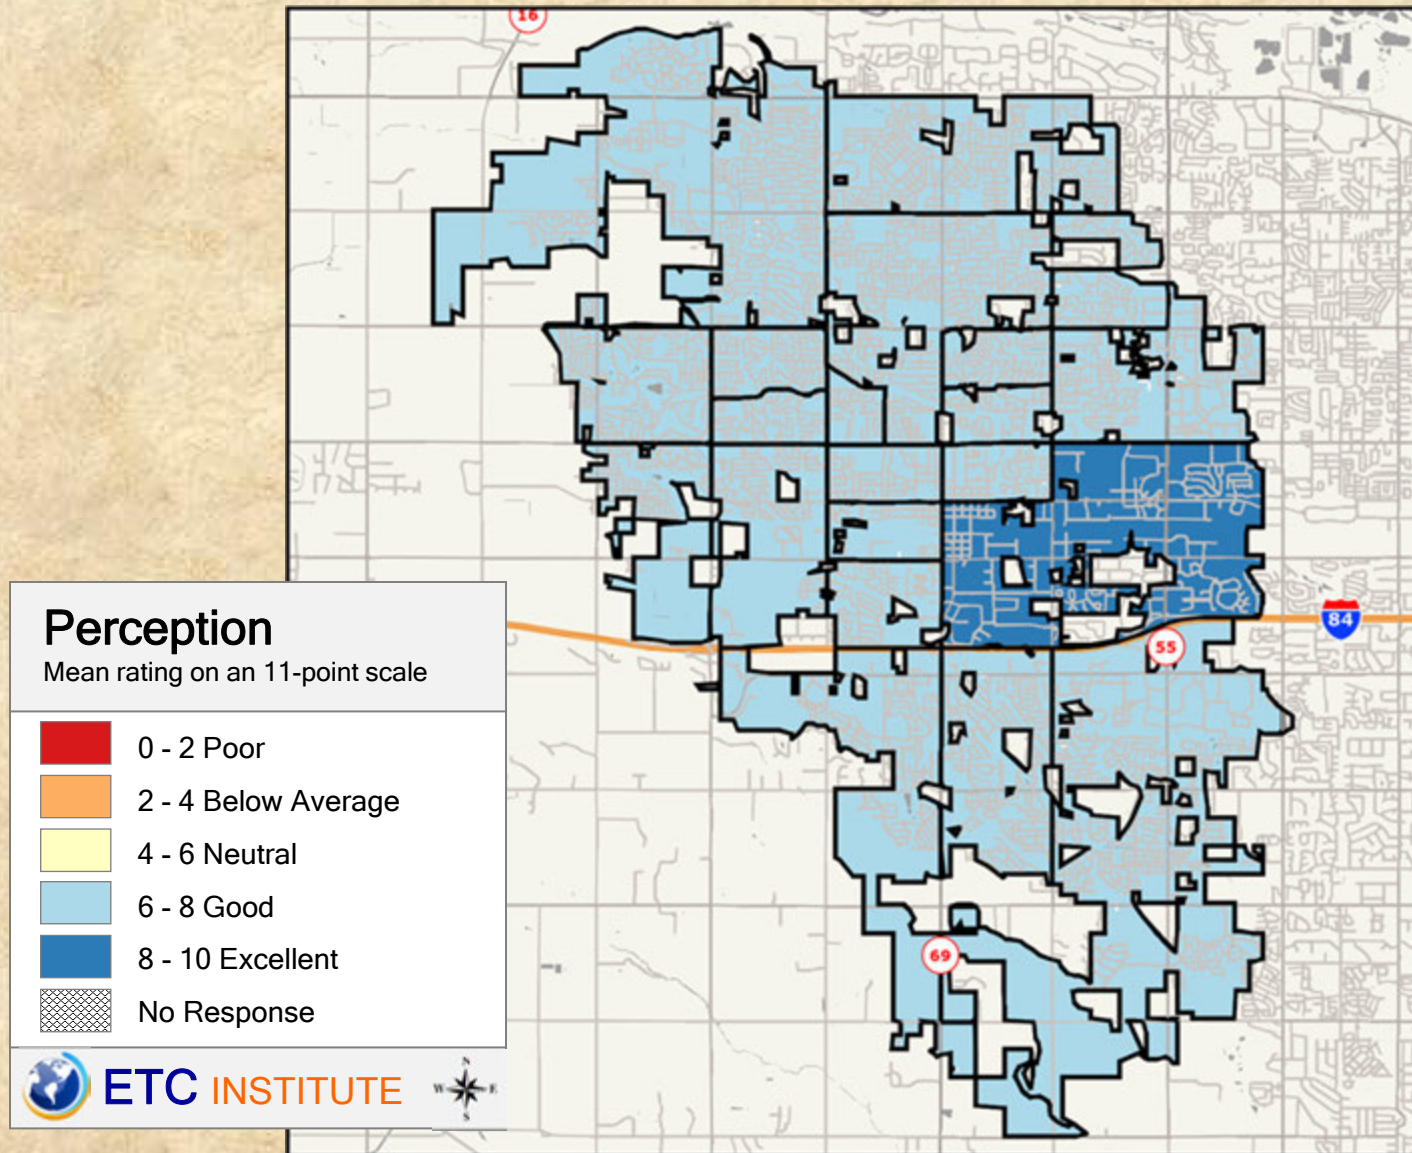 16
84
55
Perception
Mean rating on an 11-point scale
0 - 2 Poor
2 - 4 Below Average
4 - 6 Neutral
6 - 8 Good
8 - 10 Excellent
No Response
69
ETC INSTITUTE
N
W E
S